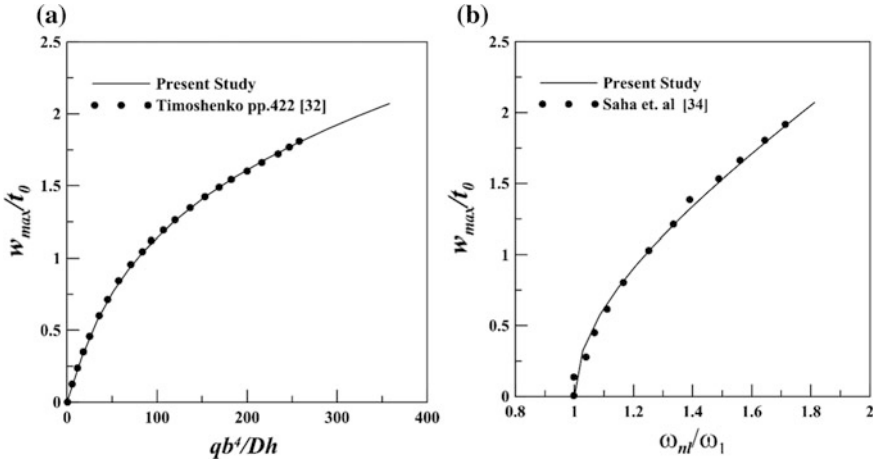 (a)
2.5
2
1.5
1
0.5
0
w_max/t_0
Present Study
Timoshenko pp.422 [32]
0 100 200 300 400
qb⁴/Dh
(b)
2.5
2
1.5
1
0.5
0
w_max/t_0
Present Study
Saha et. al [34]
0.8 1 1.2 1.4 1.6 1.8 2
ω_nl/ω_1